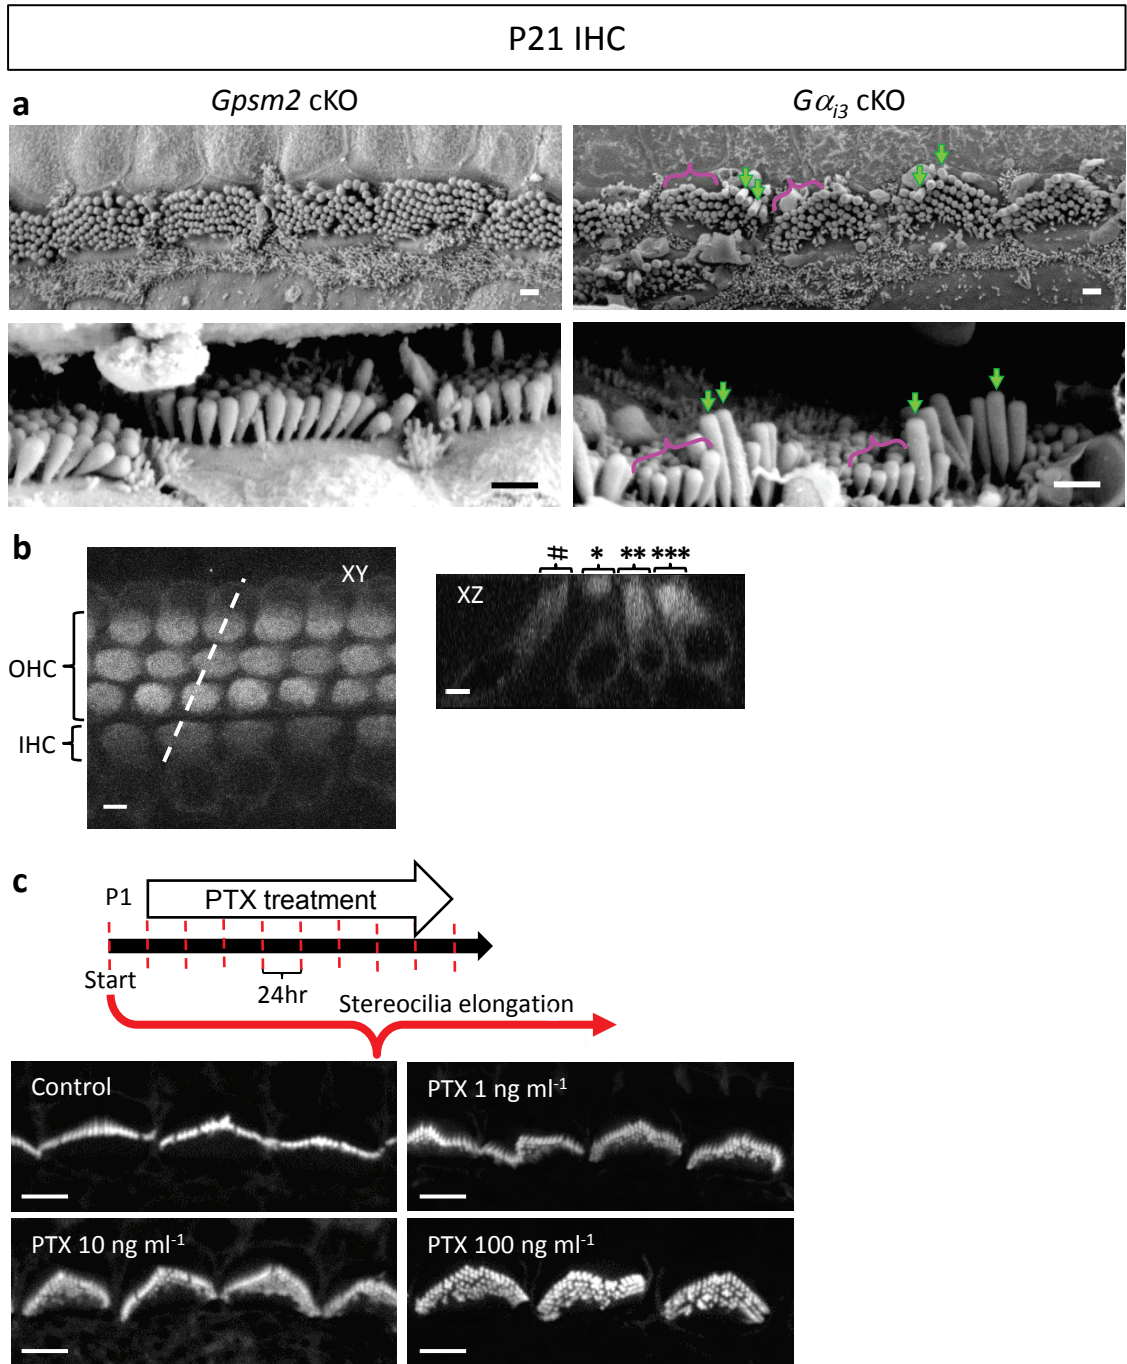 P21 IHC
a
Gpsm2 cKO
Gαi3 cKO
b
XY
OHC
IHC
# * ** ***
XZ
c
P1
PTX treatment
Start
24hr
Stereocilia elongation
Control
PTX 1 ng ml-1
PTX 10 ng ml-1
PTX 100 ng ml-1